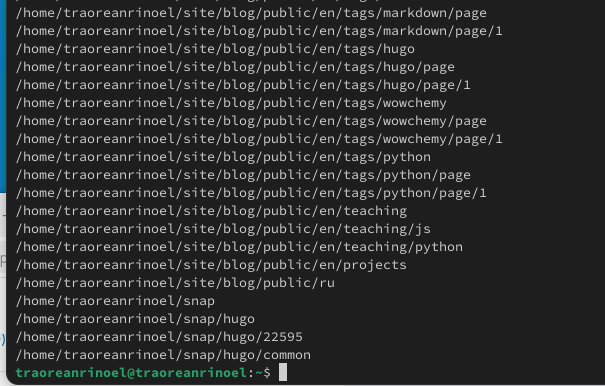 /home/traoreanrinoel/site/blog/public/en/tags/markdown/page
/home/traoreanrinoel/site/blog/public/en/tags/markdown/page/1
/home/traoreanrinoel/site/blog/public/en/tags/hugo
/home/traoreanrinoel/site/blog/public/en/tags/hugo/page
/home/traoreanrinoel/site/blog/public/en/tags/hugo/page/1
/home/traoreanrinoel/site/blog/public/en/tags/wowchemy
/home/traoreanrinoel/site/blog/public/en/tags/wowchemy/page
/home/traoreanrinoel/site/blog/public/en/tags/wowchemy/page/1
/home/traoreanrinoel/site/blog/public/en/tags/python
/home/traoreanrinoel/site/blog/public/en/tags/python/page
/home/traoreanrinoel/site/blog/public/en/tags/python/page/1
/home/traoreanrinoel/site/blog/public/en/teaching
/home/traoreanrinoel/site/blog/public/en/teaching/js
/home/traoreanrinoel/site/blog/public/en/teaching/python
/home/traoreanrinoel/site/blog/public/en/projects
/home/traoreanrinoel/site/blog/public/ru
/home/traoreanrinoel/snap
/home/traoreanrinoel/snap/hugo
/home/traoreanrinoel/snap/hugo/22595
/home/traoreanrinoel/snap/hugo/common
traoreanrinoel@traoreanrinoel:~$